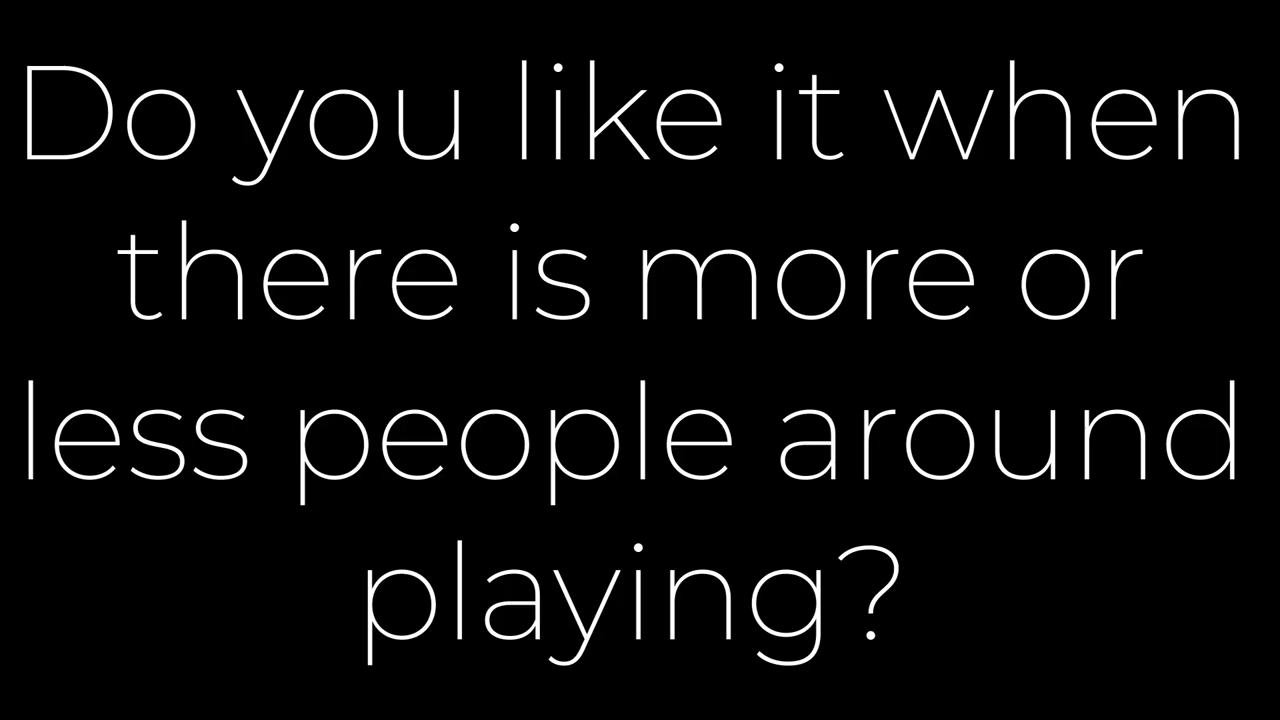 Do you like it when
there is more or
less people around
playing?